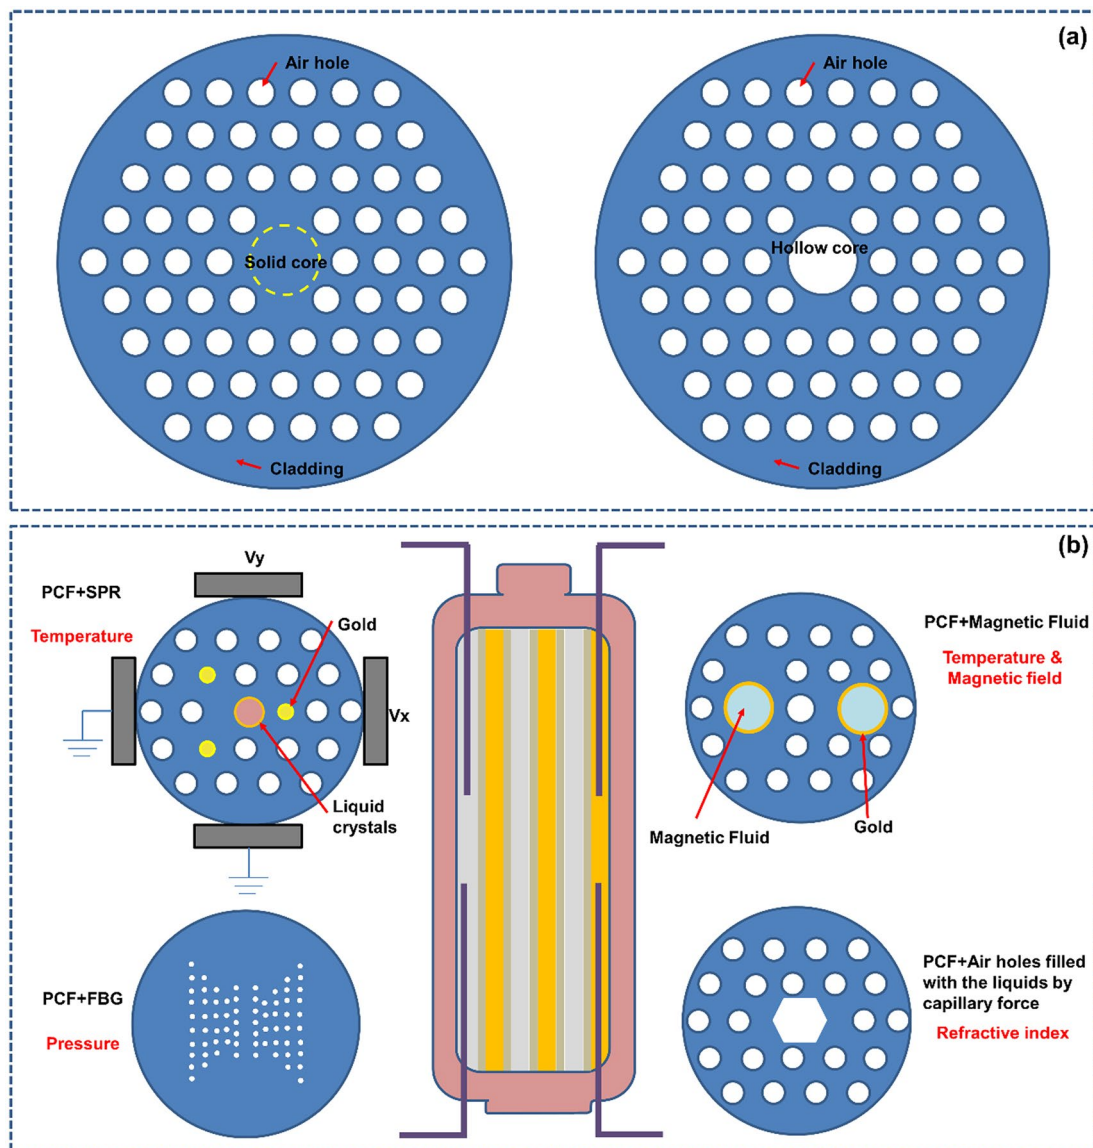 (a)
Air hole
Air hole
Solid core
Hollow core
Cladding
Cladding
(b)
Vy
PCF+SPR
Gold
Temperature
Vx
Liquid
crystals
PCF+Magnetic Fluid
Temperature &
Magnetic field
Magnetic Fluid
Gold
PCF+FBG
Pressure
PCF+Air holes filled
with the liquids by
capillary force
Refractive index